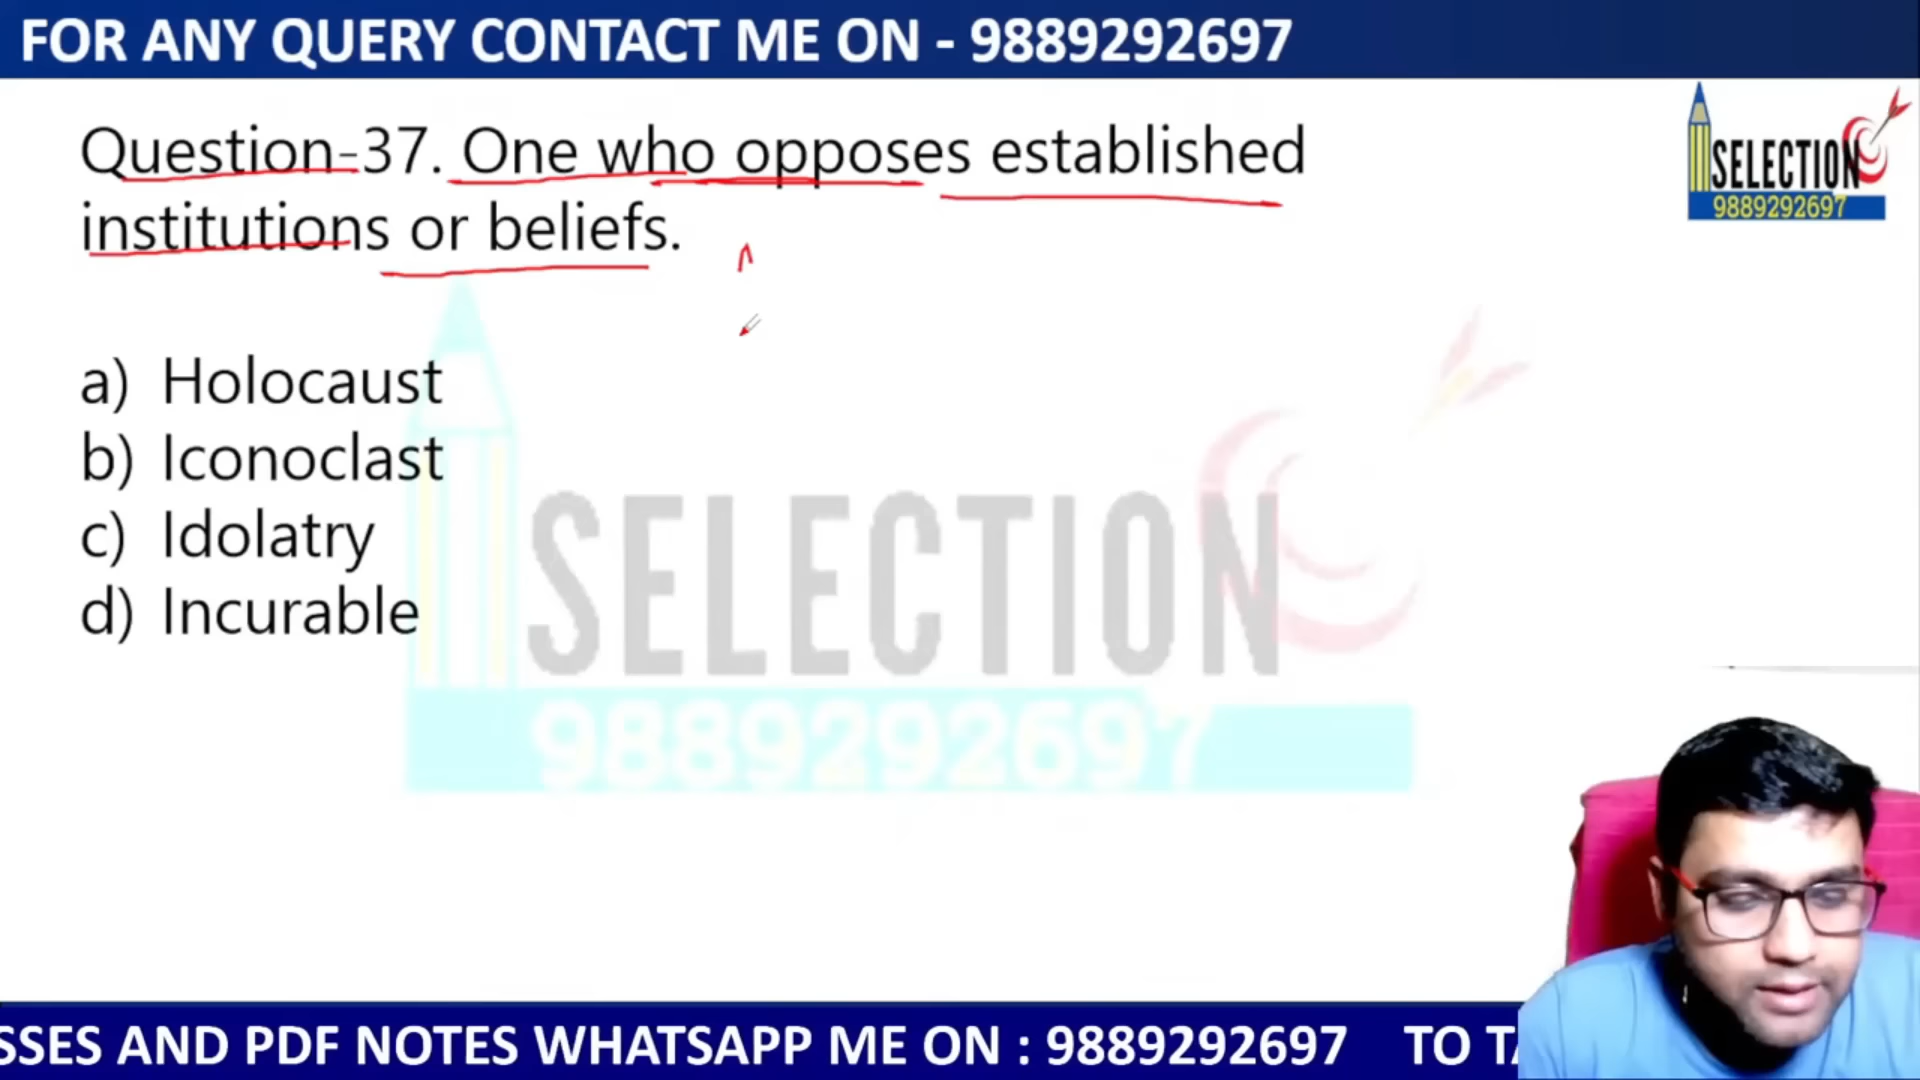 FOR ANY QUERY CONTACT ME ON - 9889292697
SELECTION
9889292697
Question-37. One who opposes established
institutions or beliefs.
a) Holocaust
b) Iconoclast
c) Idolatry
d) Incurable
SELECTION
9889292697
SSES AND PDF NOTES WHATSAPP ME ON : 9889292697 TO